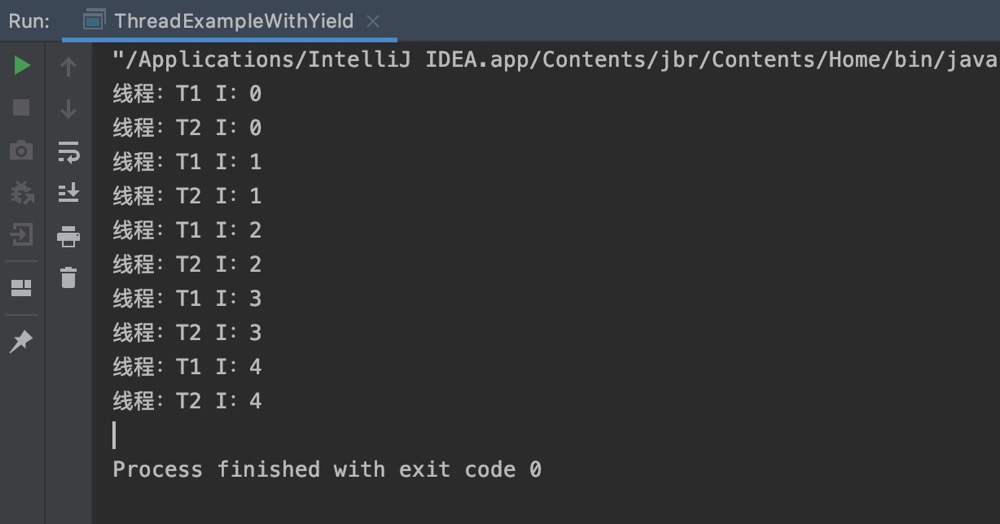 Run: ThreadExampleWithYield
"/Applications/IntelliJ IDEA.app/Contents/jbr/Contents/Home/bin/java
线程：T1 I：0
线程：T2 I：0
线程：T1 I：1
线程：T2 I：1
线程：T1 I：2
线程：T2 I：2
线程：T1 I：3
线程：T2 I：3
线程：T1 I：4
线程：T2 I：4
Process finished with exit code 0